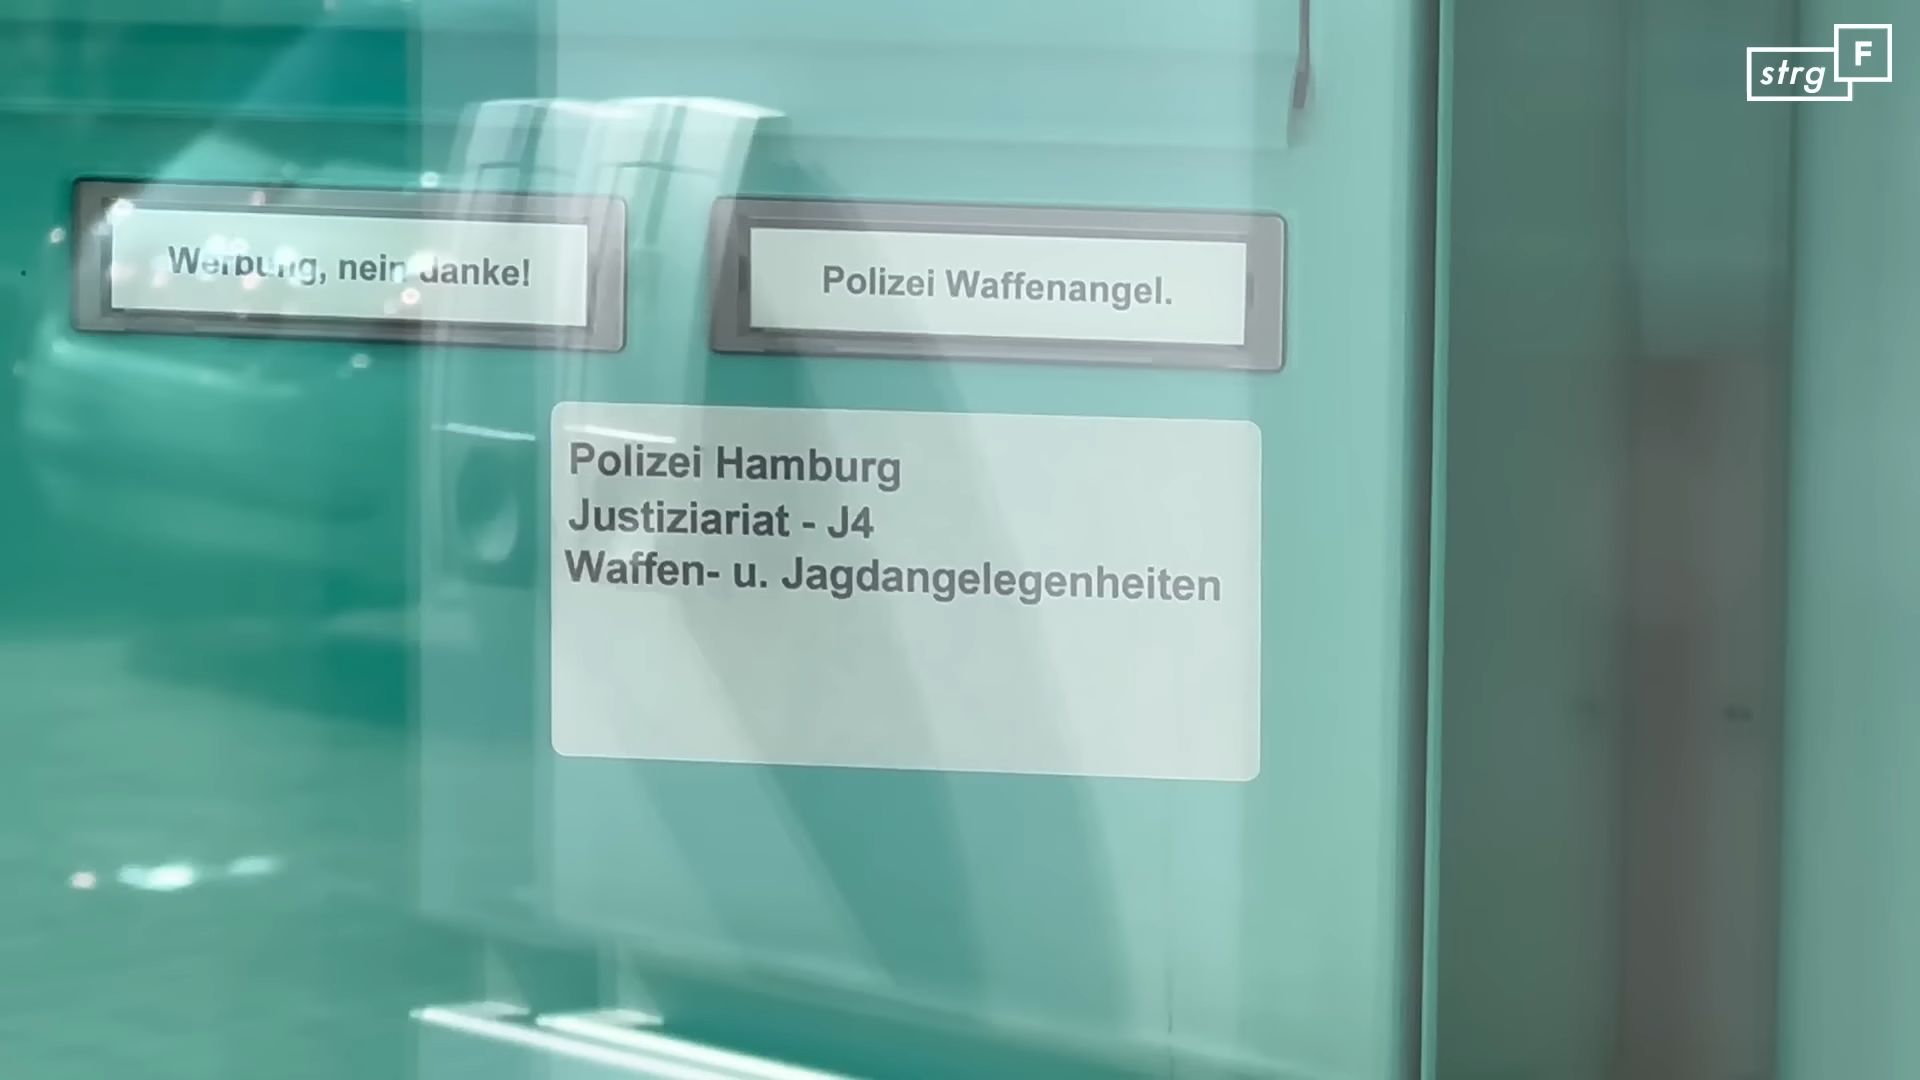 strg F
Werbung, nein danke!
Polizei Waffenangel.
Polizei Hamburg
Justiziariat - J4
Waffen- u. Jagdangelegenheiten